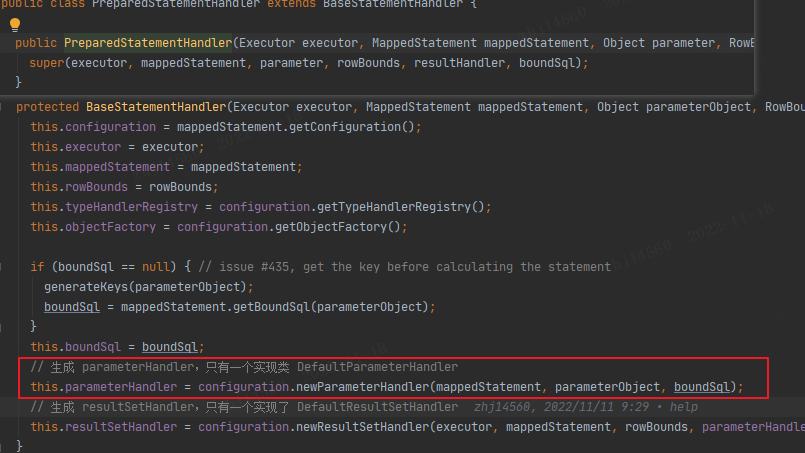 public class PreparedStatementHandler extends BaseStatementHandler {
public PreparedStatementHandler(Executor executor, MappedStatement mappedStatement, Object parameter, RowB
super(executor, mappedStatement, parameter, rowBounds, resultHandler, boundSql);
}
protected BaseStatementHandler(Executor executor, MappedStatement mappedStatement, Object parameterObject, RowBou
this.configuration = mappedStatement.getConfiguration();
this.executor = executor;
this.mappedStatement = mappedStatement;
this.rowBounds = rowBounds;
this.typeHandlerRegistry = configuration.getTypeHandlerRegistry();
this.objectFactory = configuration.getObjectFactory();
if (boundSql == null) { // issue #435, get the key before calculating the statement
generateKeys(parameterObject);
boundSql = mappedStatement.getBoundSql(parameterObject);
}
this.boundSql = boundSql;
// 生成 parameterHandler，只有一个实现类 DefaultParameterHandler
this.parameterHandler = configuration.newParameterHandler(mappedStatement, parameterObject, boundSql);
// 生成 resultSetHandler，只有一个实现了 DefaultResultSetHandler zhj14560, 2022/11/11 9:29 • help
this.resultSetHandler = configuration.newResultSetHandler(executor, mappedStatement, rowBounds, parameterHandle
}